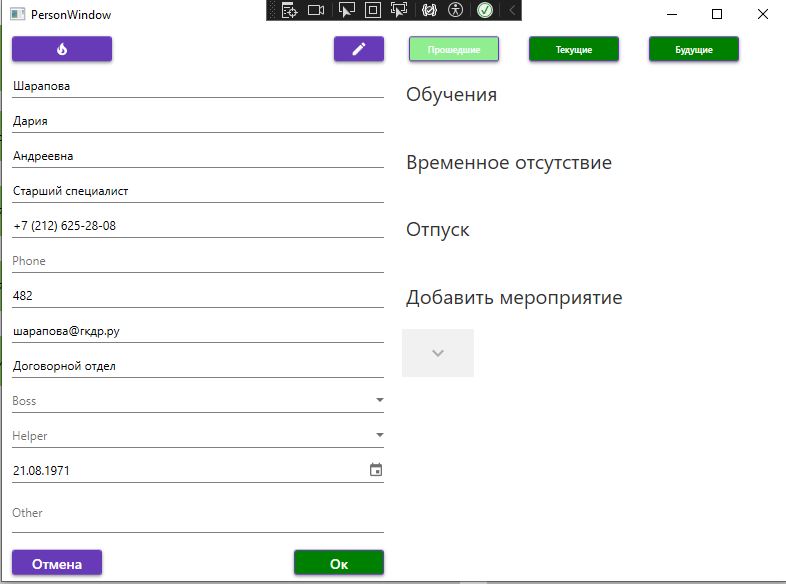 PersonWindow
Прошедшие
Текущие
Будущие
Шарапова
Дария
Андреевна
Старший специалист
+7 (212) 625-28-08
Phone
482
шарапова@гкдр.ру
Договорной отдел
Boss
Helper
21.08.1971
Other
Отмена
Ок
Обучения
Временное отсутствие
Отпуск
Добавить мероприятие